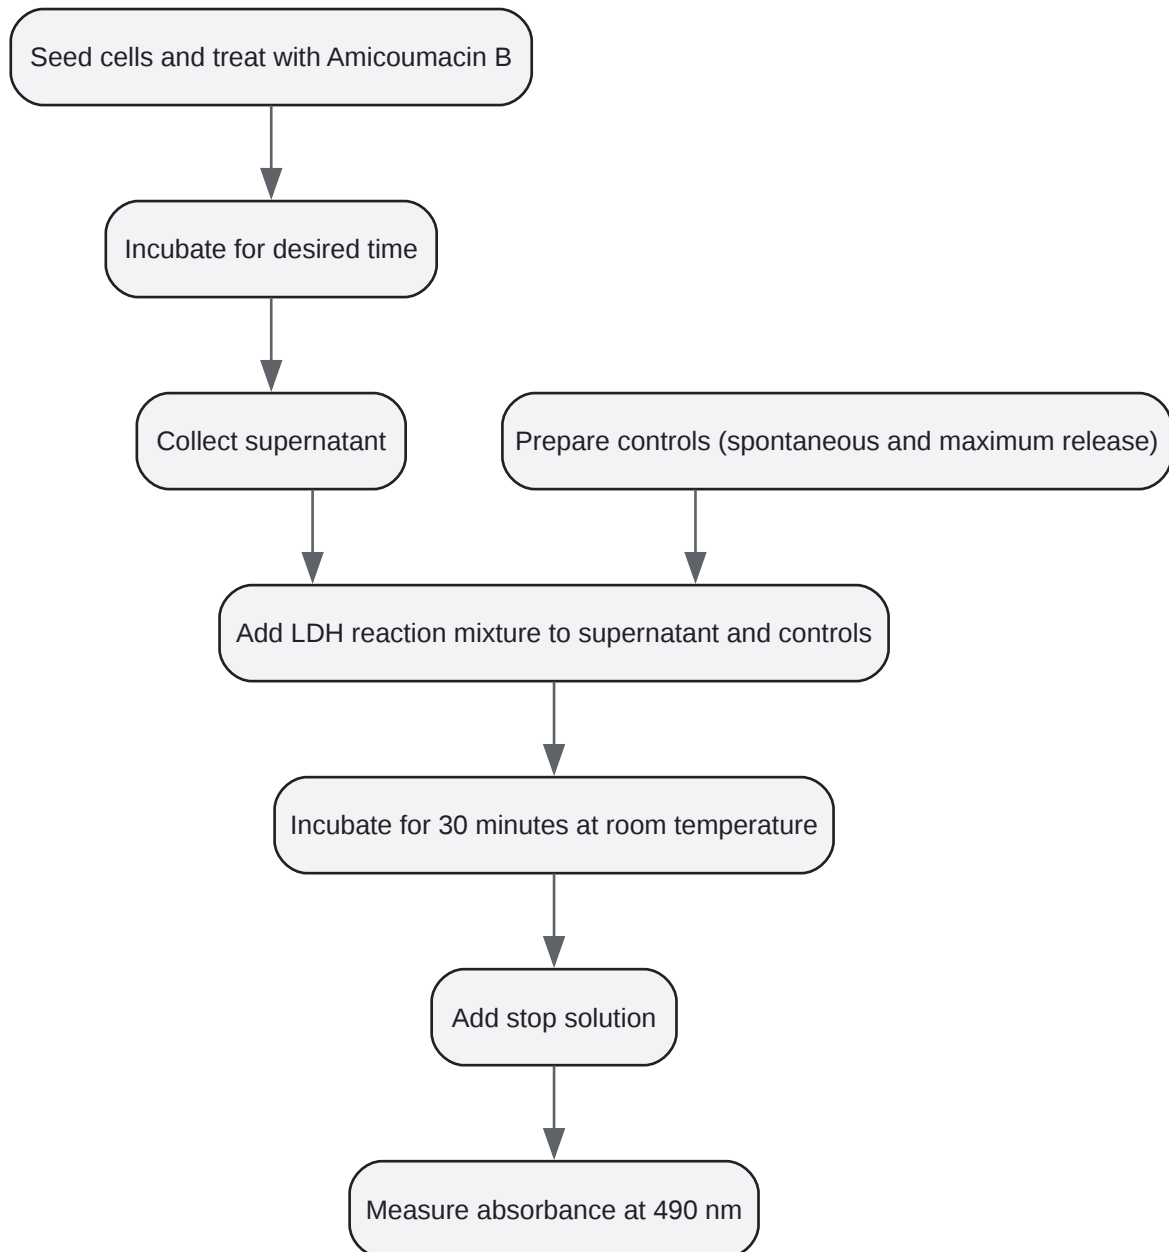 Seed cells and treat with Amicoumacin B
Incubate for desired time
Collect supernatant
Prepare controls (spontaneous and maximum release)
Add LDH reaction mixture to supernatant and controls
Incubate for 30 minutes at room temperature
Add stop solution
Measure absorbance at 490 nm